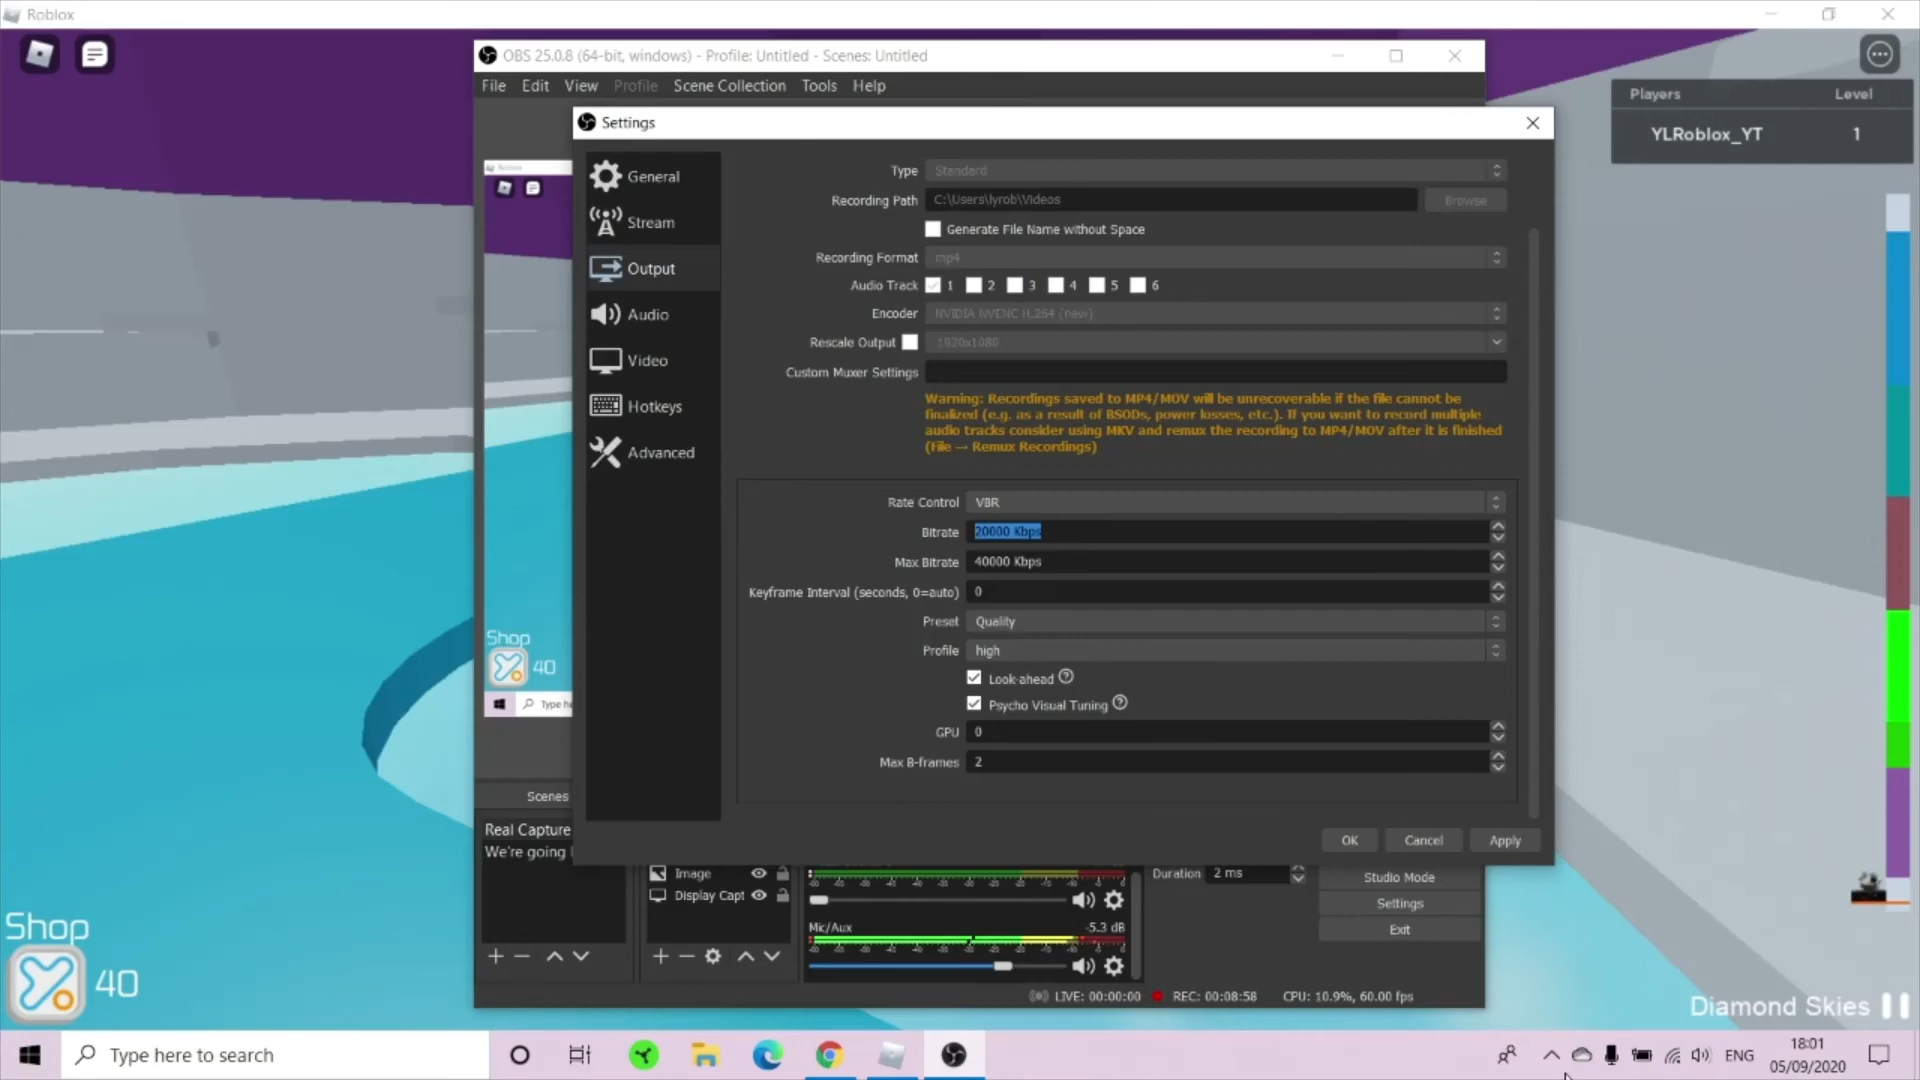 Roblox
OBS 25.0.8 (64-bit, windows) - Profile: Untitled - Scenes: Untitled
File Edit View Profile Scene Collection Tools Help
Players Level
YLRoblox_YT 1
Settings
General
Stream
Output
Audio
Video
Hotkeys
Advanced
Type Standard
Recording Path C:\Users\lyrob\Videos Browse
Generate File Name without Space
Recording Format mp4
Audio Track 1 2 3 4 5 6
Encoder NVIDIA NVENC H.264 (new)
Rescale Output 1920x1080
Custom Muxer Settings
Warning: Recordings saved to MP4/MOV will be unrecoverable if the file cannot be
finalized (e.g. as a result of BSODs, power losses, etc.). If you want to record multiple
audio tracks consider using MKV and remux the recording to MP4/MOV after it is finished
(File → Remux Recordings)
Rate Control VBR
Bitrate 20000 Kbps
Max Bitrate 40000 Kbps
Keyframe Interval (seconds, 0=auto) 0
Preset Quality
Profile high
Look-ahead
Psycho Visual Tuning
GPU 0
Max B-frames 2
OK Cancel Apply
Shop
40
Type he
Scenes
Real Capture
We're going
Image
Display Capt
Mic/Aux -5.3 dB
Duration 2 ms
Studio Mode
Settings
Exit
LIVE: 00:00:00 REC: 00:08:58 CPU: 10.9%, 60.00 fps
Shop
40
Diamond Skies
Type here to search
ENG
18:01
05/09/2020